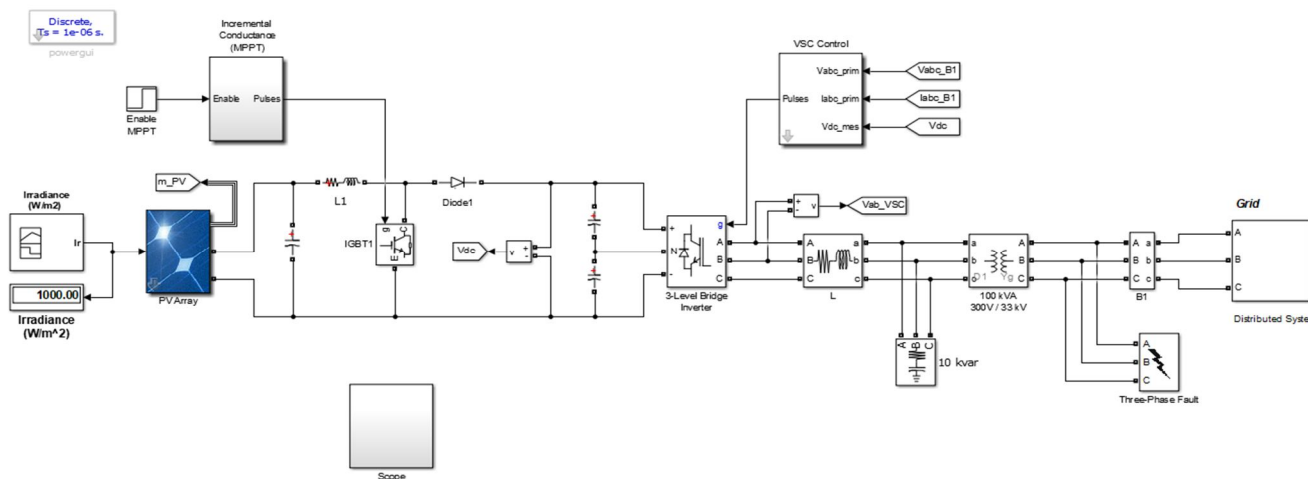 Discrete,
Ts = 1e-06 s.
powergui
Incremental
Conductance
(MPPT)
Enable
Pulses
Enable
MPPT
VSC Control
Vabc_prim
Iabc_prim
Vdc_mes
Pulses
Vabc_B1
Iabc_B1
Vdc
Irradiance
(W/m2)
Ir
1000.00
Irradiance
(W/m^2)
m_PV
PV Array
L1
g
C
E
IGBT1
Diode1
Vdc
+
-
v
+
N
-
g
A
B
C
3-Level Bridge
Inverter
+
-
v
Vab_VSC
A
B
C
a
b
c
L
A
B
C
10 kvar
a
b
c
A
B
C
D1
Yg
100 kVA
300V / 33 kV
A
B
C
a
b
c
B1
A
B
C
Three-Phase Fault
Grid
A
B
C
Distributed Syste
Scope